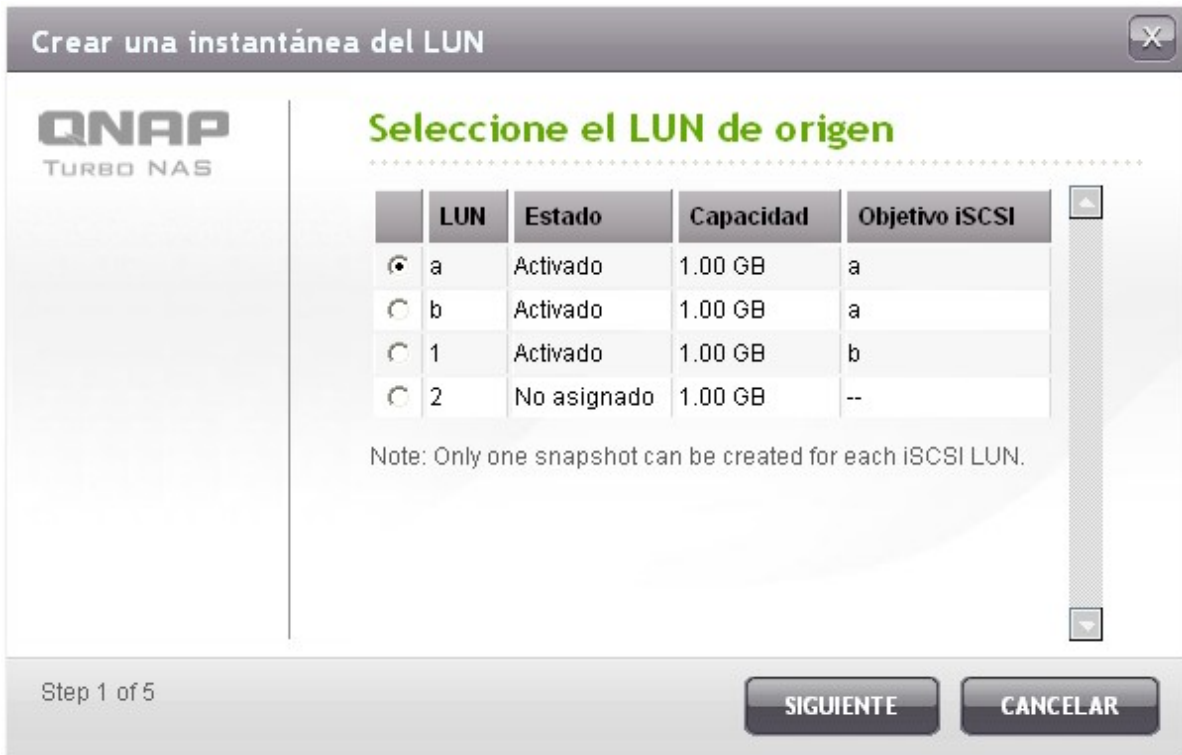 Crear una instantánea del LUN
X
QNAP
TURBO NAS
Seleccione el LUN de origen
LUN Estado Capacidad Objetivo iSCSI
a Activado 1.00 GB a
b Activado 1.00 GB a
1 Activado 1.00 GB b
2 No asignado 1.00 GB --
Note: Only one snapshot can be created for each iSCSI LUN.
Step 1 of 5
SIGUIENTE
CANCELAR